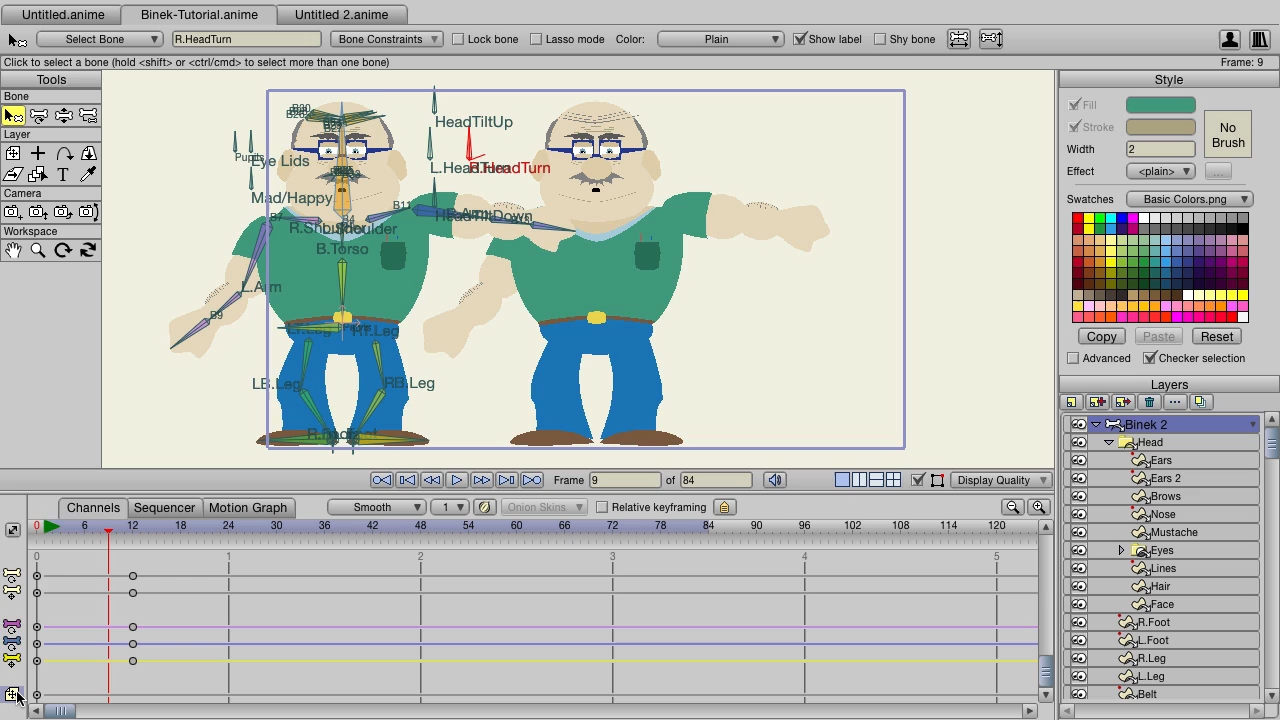 Untitled.anime
Binek-Tutorial.anime
Untitled 2.anime
Select Bone
R.HeadTurn
Bone Constraints
Lock bone
Lasso mode
Color:
Plain
Show label
Shy bone
Click to select a bone (hold <shift> or <ctrl/cmd> to select more than one bone)
Frame: 9
Tools
Bone
Layer
Camera
Workspace
HeadTiltUp
Eye Lids
L.HeadTurn
R.HeadTurn
Mad/Happy
B11
HeadTiltDown
B7
R.Shoulder
B.Torso
L.Arm
B9
RT.Leg
LB.Leg
RB.Leg
Style
Fill
Stroke
Width
2
No
Brush
Effect
<plain>
...
Swatches
Basic Colors.png
Copy
Paste
Reset
Advanced
Checker selection
Layers
Binek 2
Head
Ears
Ears 2
Brows
Nose
Mustache
Eyes
Lines
Hair
Face
R.Foot
L.Foot
R.Leg
L.Leg
Belt
Frame
9
of
84
Display Quality
Channels
Sequencer
Motion Graph
Smooth
1
Onion Skins
Relative keyframing
0 6 12 18 24 30 36 42 48 54 60 66 72 78 84 90 96 102 108 114 120
0 1 2 3 4 5